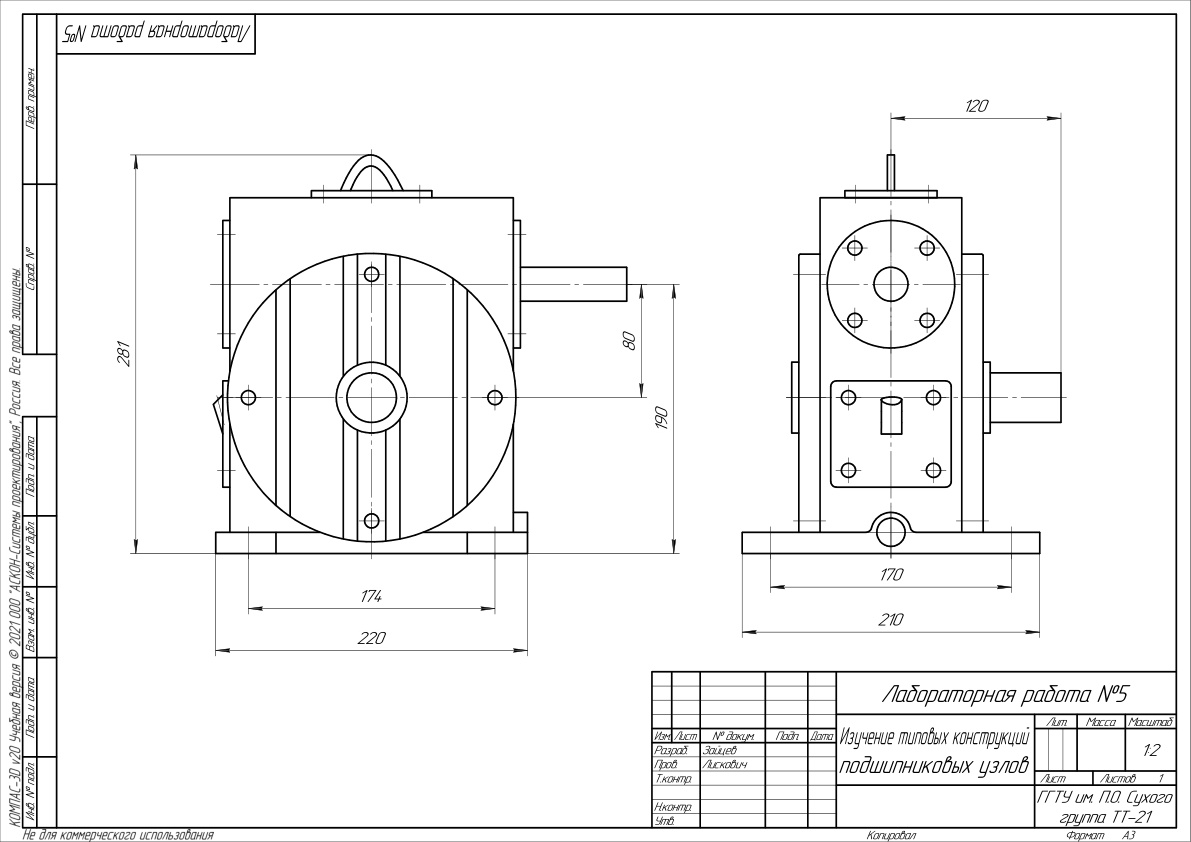 Лабораторная работа №5
Перв. примен.
Справ. №
Подп. и дата
Инв. № дубл.
Взам. инв. №
Подп. и дата
Инв. № подл.
КОМПАС-3D v20 Учебная версия © 2021 ООО "АСКОН-Системы проектирования", Россия. Все права защищены.
120
281
80
190
174
220
170
210
Лабораторная работа №5
Изм. Лист № докум. Подп. Дата
Разраб. Зайцев
Пров. Лискович
Т.контр.
Н.контр.
Утв.
Изучение типовых конструкций
подшипниковых узлов
Лит. Масса Масштаб
1:2
Лист Листов 1
ГГТУ им. П.О. Сухого
группа ТТ-21
Не для коммерческого использования
Копировал
Формат А3